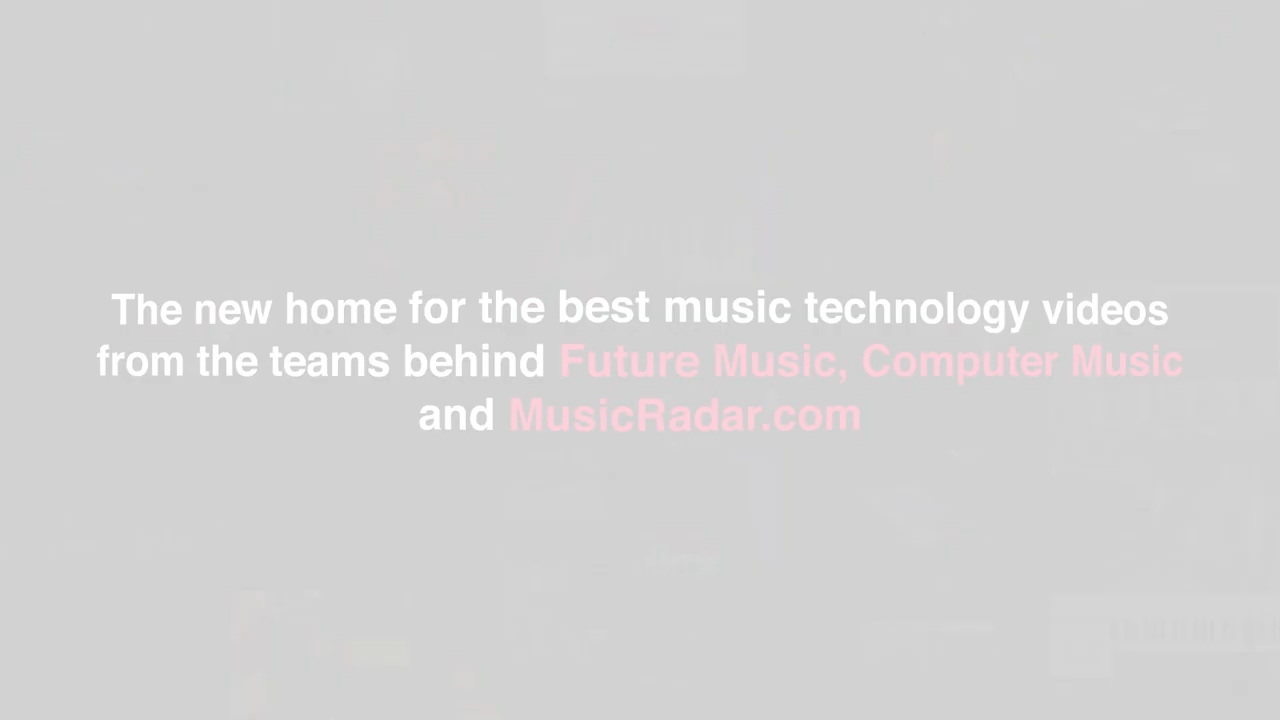 The new home for the best music technology videos
from the teams behind Future Music, Computer Music
and MusicRadar.com